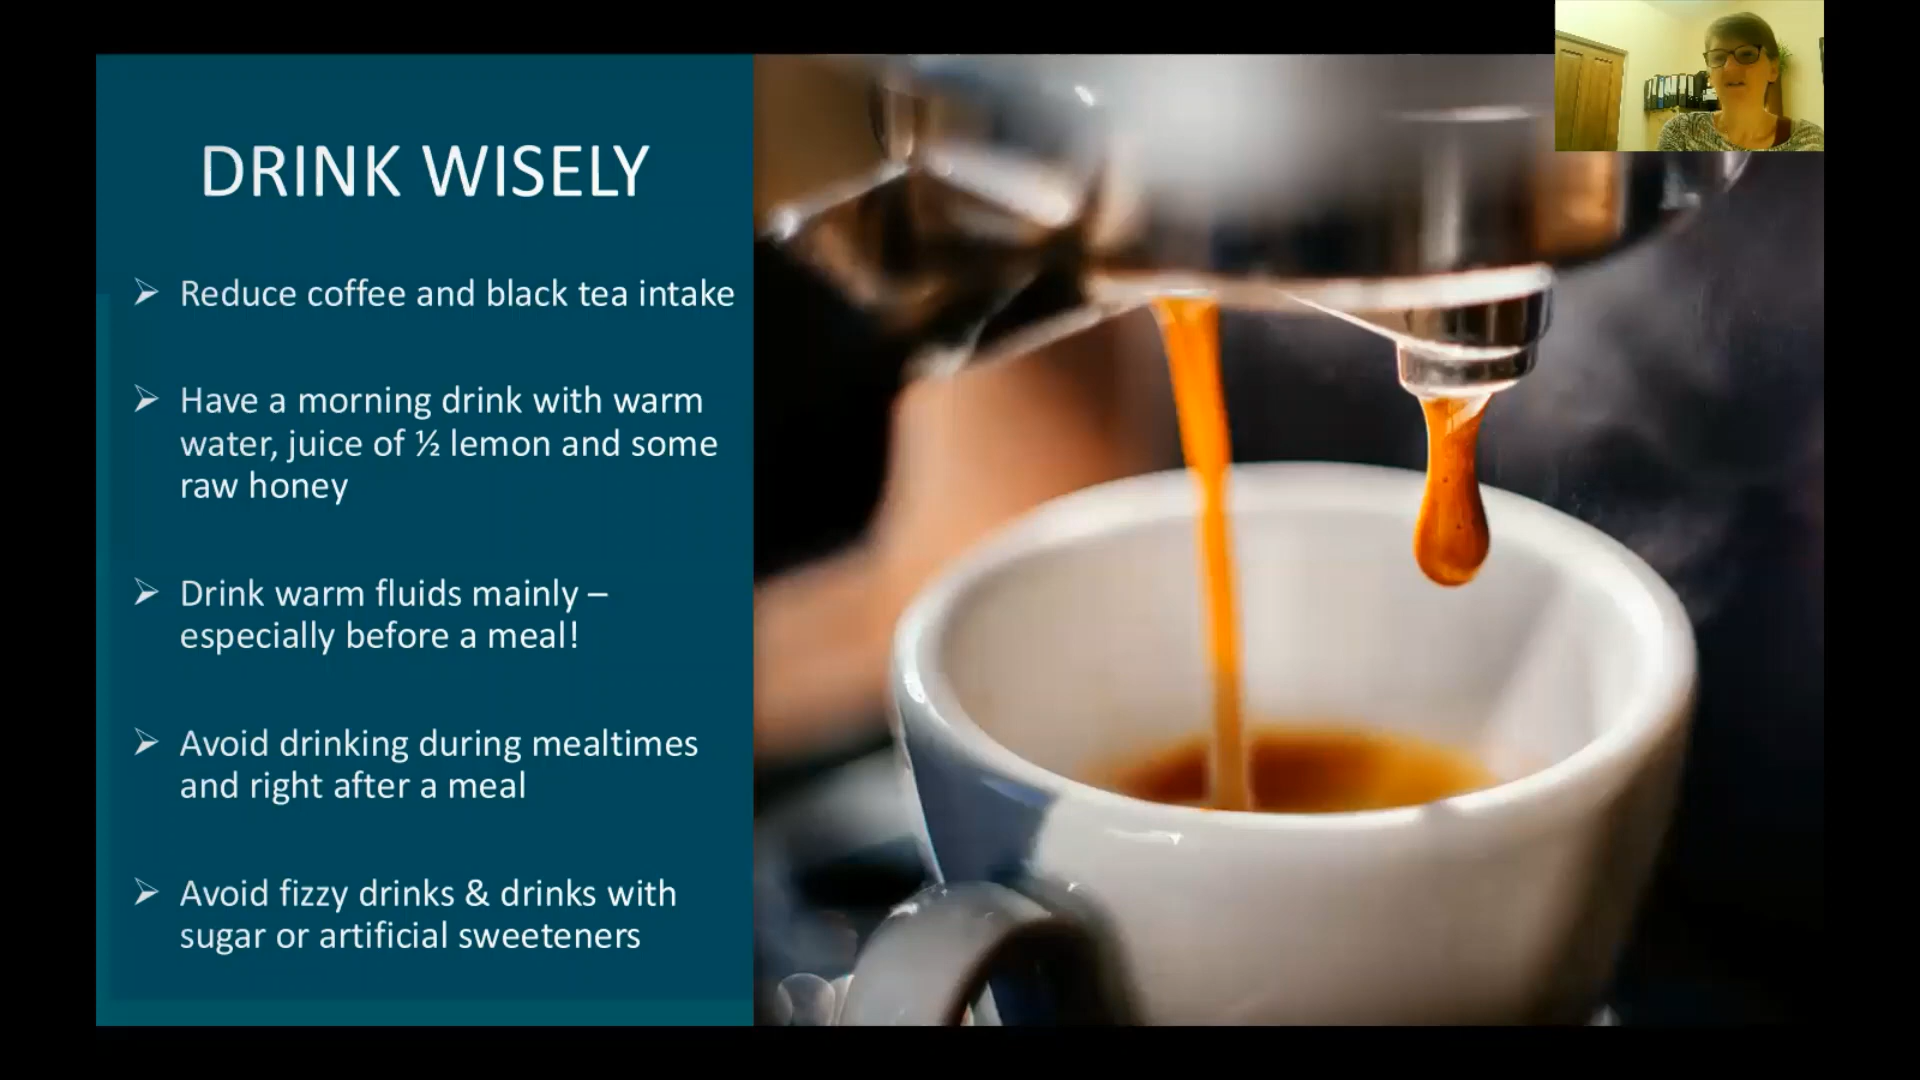 DRINK WISELY
Reduce coffee and black tea intake
Have a morning drink with warm
water, juice of ½ lemon and some
raw honey
Drink warm fluids mainly –
especially before a meal!
Avoid drinking during mealtimes
and right after a meal
Avoid fizzy drinks & drinks with
sugar or artificial sweeteners